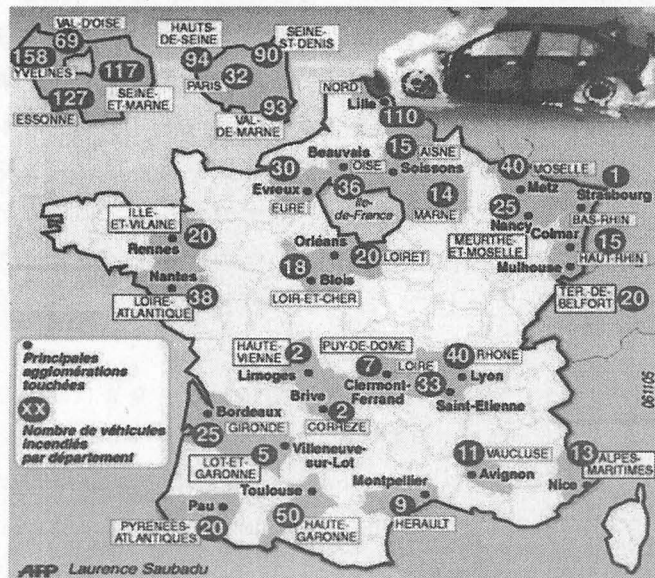 VAL-D'OISE
69
158
YVELINES
117
SEINE-
ET-MARNE
127
ESSONNE
HAUTS-
DE-SEINE
94
SEINE-
ST-DENIS
90
32
PARIS
93
VAL-
DE-MARNE
NORD
Lille
110
15
AISNE
Soissons
Beauvais
OISE
36
30
Evreux
EURE
Ile-
de-France
14
MARNE
40
MOSELLE
Metz
1
Strasbourg
BAS-RHIN
25
Nancy
MEURTHE-
ET-MOSELLE
Colmar
15
HAUT-RHIN
Mulhouse
TER.-DE-
BELFORT
20
ILLE-
ET-VILAINE
20
Rennes
Nantes
38
LOIRE-
ATLANTIQUE
Orléans
20
LOIRET
18
Blois
LOIR-ET-CHER
HAUTE-
VIENNE
2
Limoges
PUY-DE-DOME
7
Clermont-
Ferrand
LOIRE
33
Saint-Etienne
40
RHONE
Lyon
Brive
2
CORREZE
Bordeaux
25
GIRONDE
5
LOT-ET-
GARONNE
Villeneuve-
sur-Lot
Toulouse
50
HAUTE-
GARONNE
Pau
PYRENEES-
ATLANTIQUES
20
Montpellier
9
HERAULT
11
VAUCLUSE
Avignon
13
ALPES-
MARITIMES
Nice
Principales
agglomérations
touchées
XX
Nombre de véhicules
incendiés
par département
061105
AFP Laurence Saubadu